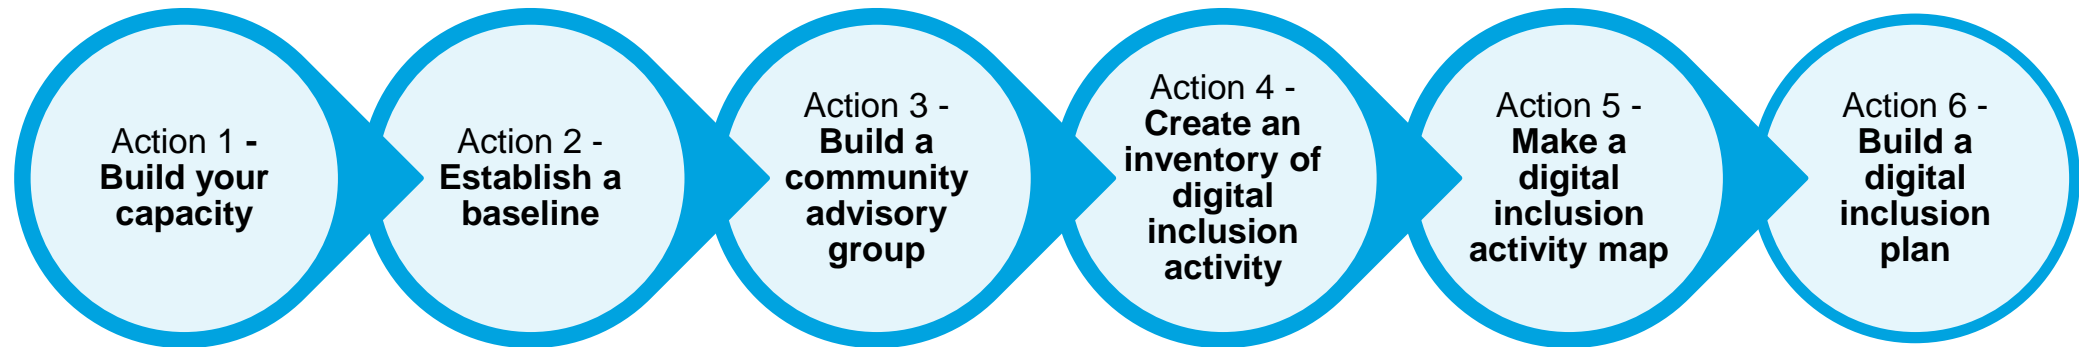 Action 1 -
Build your
capacity
Action 2 -
Establish a
baseline
Action 3 -
Build a
community
advisory
group
Action 4 -
Create an
inventory of
digital
inclusion
activity
Action 5 -
Make a
digital
inclusion
activity map
Action 6 -
Build a
digital
inclusion
plan